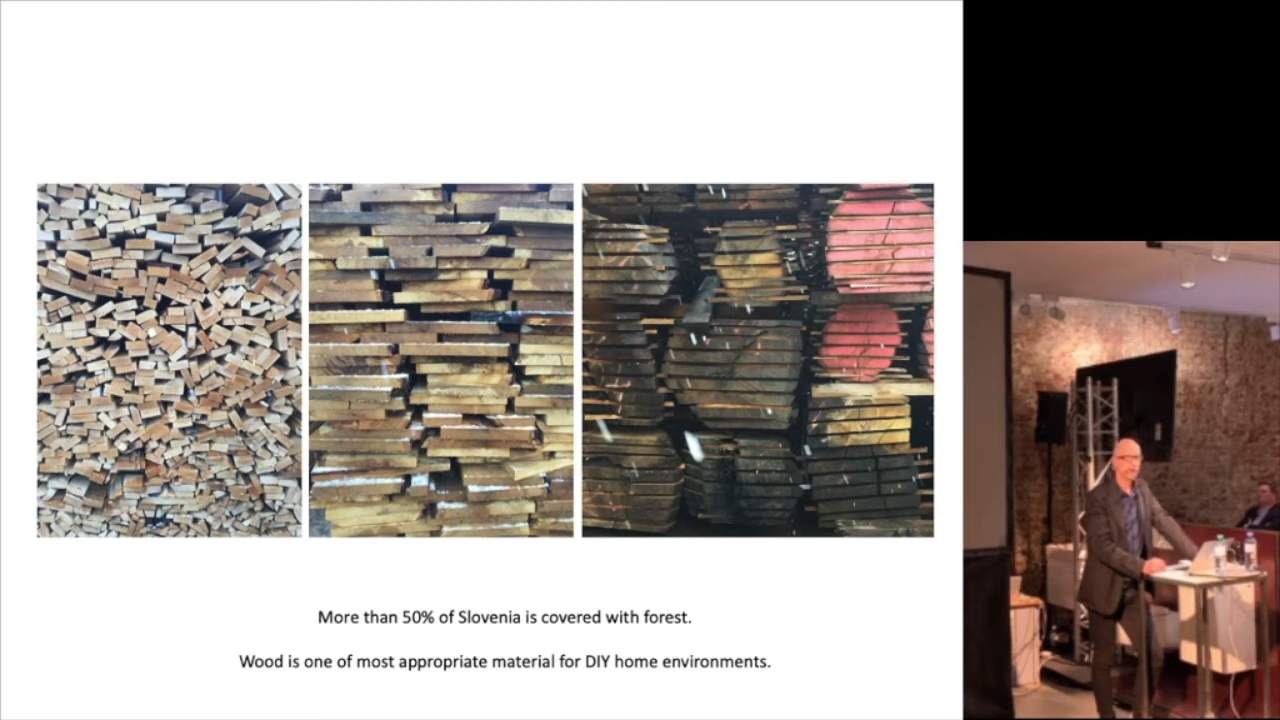 More than 50% of Slovenia is covered with forest.
Wood is one of most appropriate material for DIY home environments.